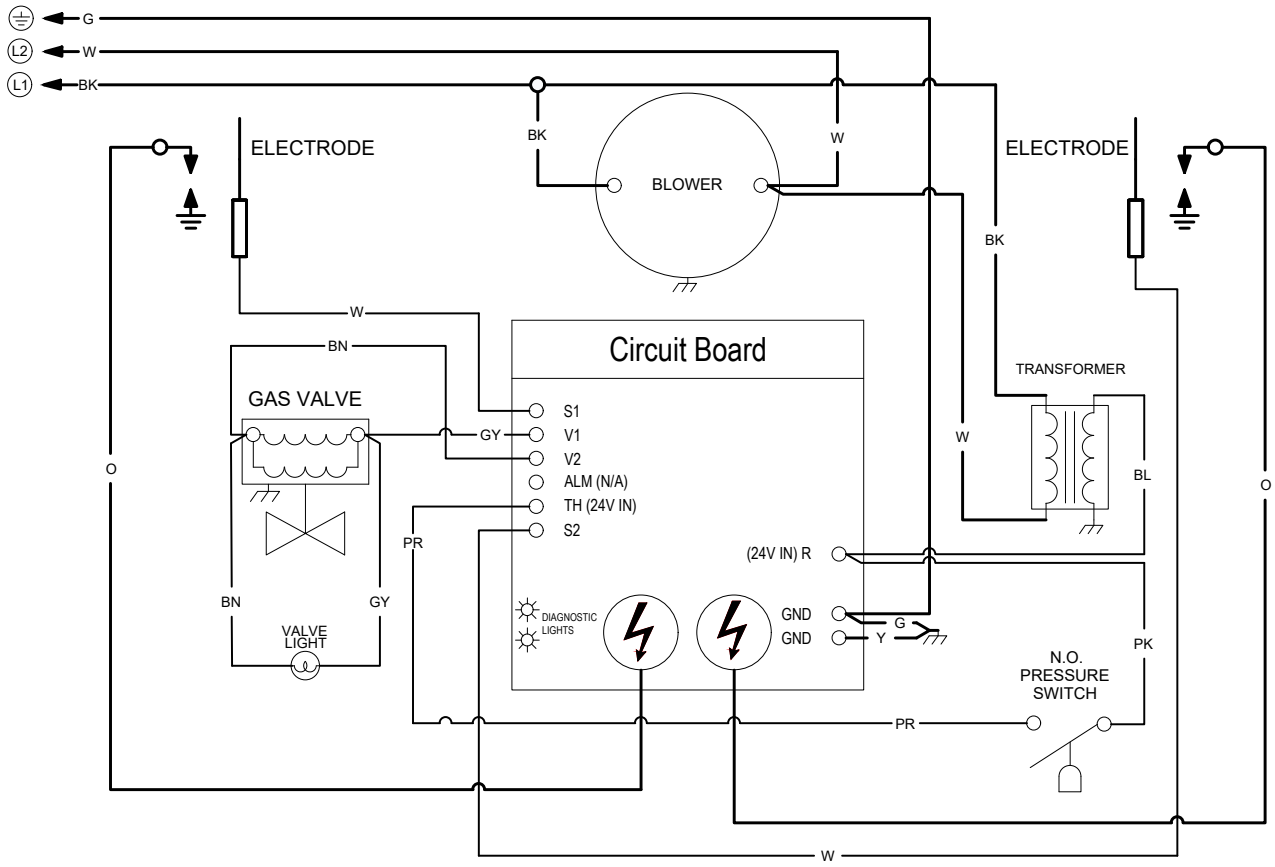 G
L2
W
L1
BK
BK
W
ELECTRODE
BLOWER
ELECTRODE
BK
W
BN
Circuit Board
TRANSFORMER
GAS VALVE
S1
GY
V1
W
V2
O
BL
O
ALM (N/A)
TH (24V IN)
S2
PR
(24V IN) R
BN
GY
DIAGNOSTIC
LIGHTS
GND
G
GND
Y
VALVE
LIGHT
PK
N.O.
PRESSURE
SWITCH
PR
W